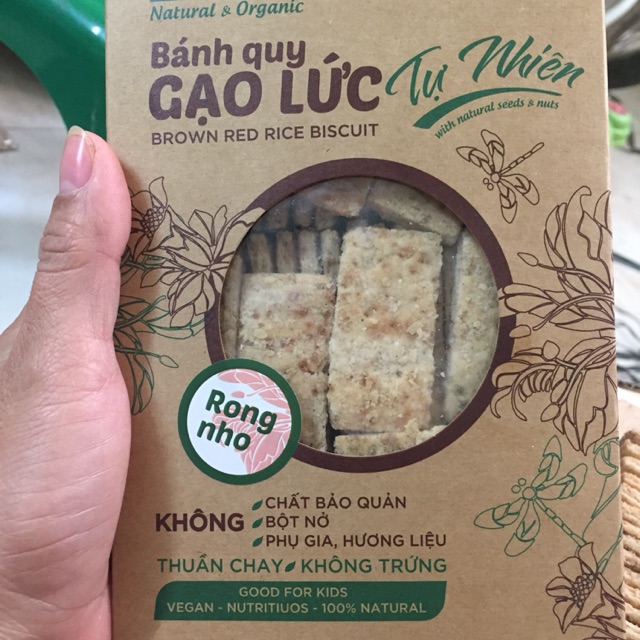 Natural & Organic
Bánh quy
GẠO LỨC
Tự Nhiên
BROWN RED RICE BISCUIT
with natural seeds & nuts
Rong
nho
KHÔNG
CHẤT BẢO QUẢN
BỘT NỞ
PHỤ GIA, HƯƠNG LIỆU
THUẦN CHAY KHÔNG TRỨNG
GOOD FOR KIDS
VEGAN - NUTRITIUOS - 100% NATURAL